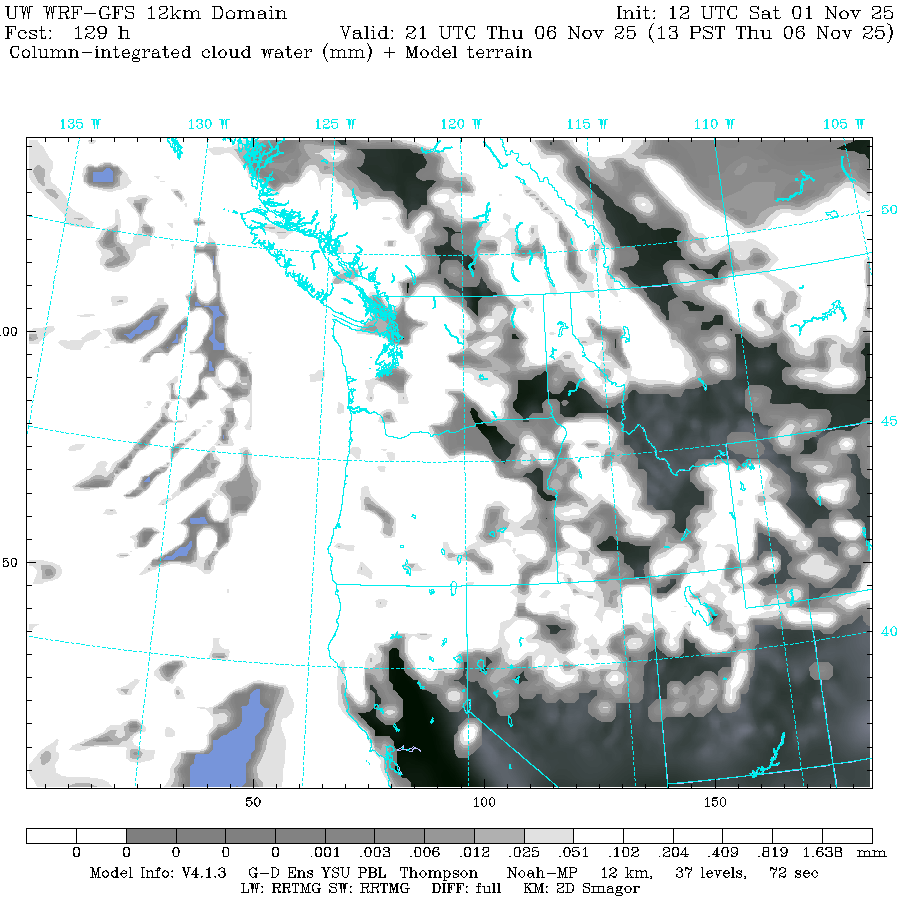 UW WRF-GFS 12km Domain Init: 12 UTC Sat 01 Nov 25
Fcst: 129 h Valid: 21 UTC Thu 06 Nov 25 (13 PST Thu 06 Nov 25)
Column-integrated cloud water (mm) + Model terrain
135 W 130 W 125 W 120 W 115 W 110 W 105 W
50
00
45
50
40
50 100 150
0 0 0 0 0 .001 .003 .006 .012 .025 .051 .102 .204 .409 .819 1.638 mm
Model Info: V4.1.3 G-D Ens YSU PBL Thompson Noah-MP 12 km, 37 levels, 72 sec
LW: RRTMG SW: RRTMG DIFF: full KM: 2D Smagor